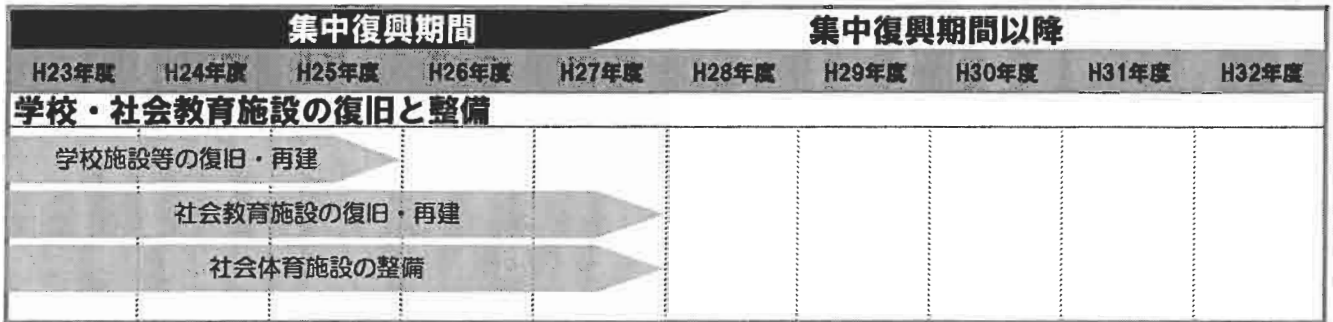 集中復興期間 集中復興期間以降
H23年度 H24年度 H25年度 H26年度 H27年度 H28年度 H29年度 H30年度 H31年度 H32年度
学校・社会教育施設の復旧と整備
学校施設等の復旧・再建
社会教育施設の復旧・再建
社会体育施設の整備